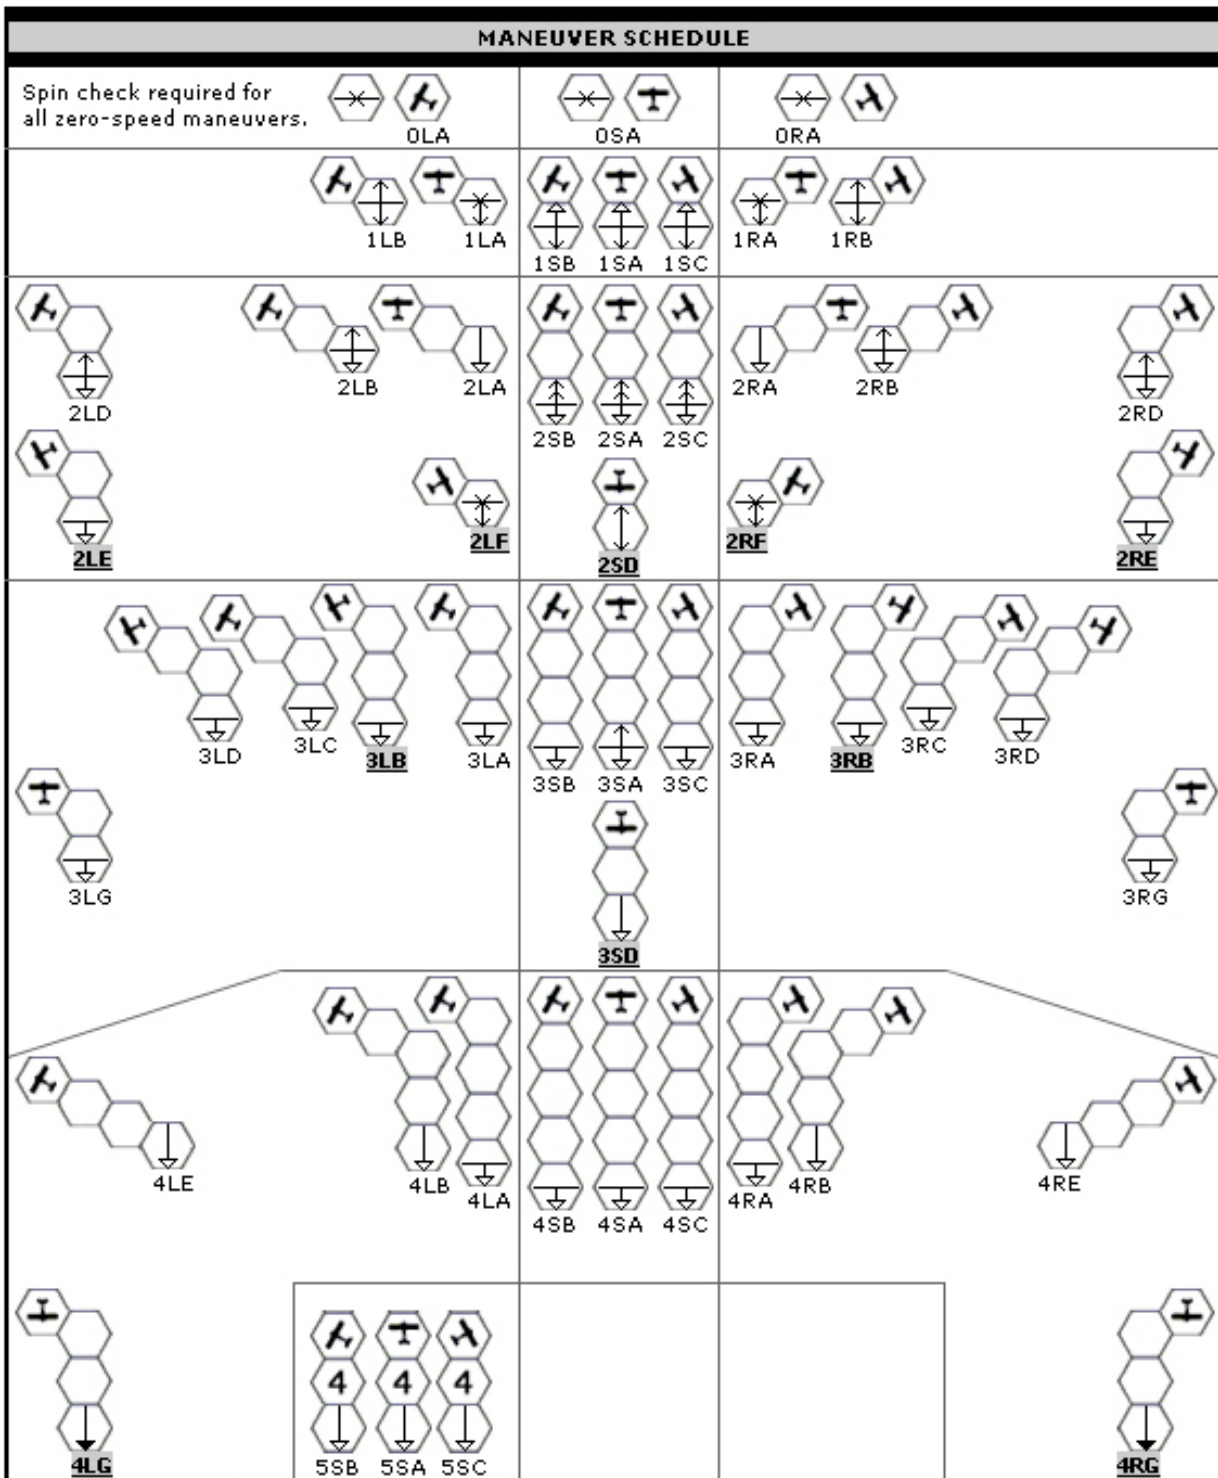 MANEUVER SCHEDULE
Spin check required for
all zero-speed maneuvers.
0LA 0SA 0RA
1LB 1LA 1RA 1RB
1SB 1SA 1SC
2LB 2LA 2RA 2RB
2LD 2RD
2SB 2SA 2SC
2LF 2RF
2LE 2SD 2RE
3LC 3RC
3LD 3LB 3LA 3RA 3RB 3RD
3SB 3SA 3SC
3LG 3RG
3SD
4LE 4LB 4RB 4RE
4LA 4RA
4SB 4SA 4SC
4 4 4
4LG 5SB 5SA 5SC 4RG